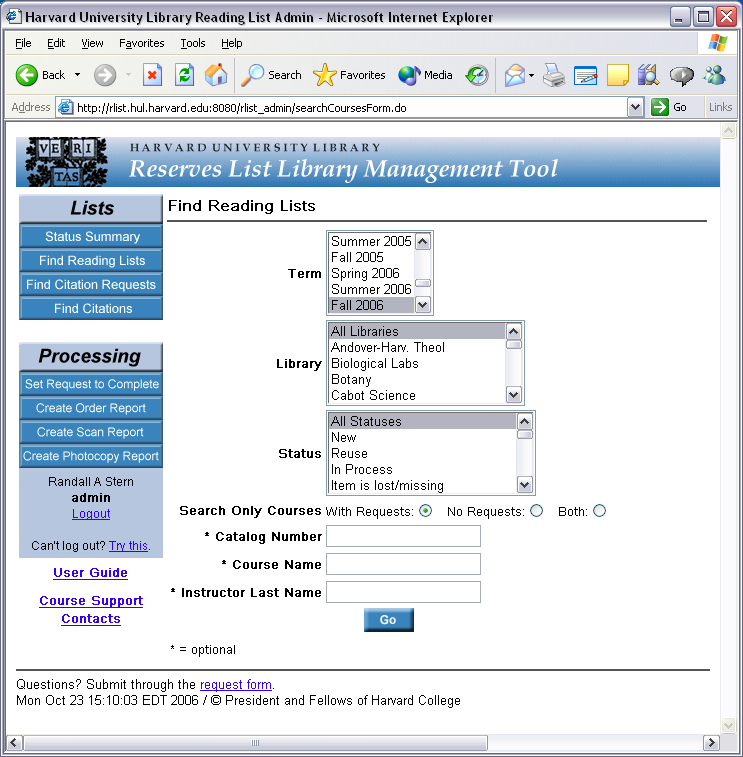 Harvard University Library Reading List Admin - Microsoft Internet Explorer
File Edit View Favorites Tools Help
Back Search Favorites Media
Address http://rlist.hul.harvard.edu:8080/rlist_admin/searchCoursesForm.do Go Links
VE RI
TAS
HARVARD UNIVERSITY LIBRARY
Reserves List Library Management Tool
Lists
Status Summary
Find Reading Lists
Find Citation Requests
Find Citations
Processing
Set Request to Complete
Create Order Report
Create Scan Report
Create Photocopy Report
Randall A Stern
admin
Logout
Can't log out? Try this.
User Guide
Course Support
Contacts
Find Reading Lists
Term
Summer 2005
Fall 2005
Spring 2006
Summer 2006
Fall 2006
Library
All Libraries
Andover-Harv. Theol
Biological Labs
Botany
Cabot Science
Status
All Statuses
New
Reuse
In Process
Item is lost/missing
Search Only Courses With Requests: No Requests: Both:
* Catalog Number
* Course Name
* Instructor Last Name
Go
* = optional
Questions? Submit through the request form.
Mon Oct 23 15:10:03 EDT 2006 / © President and Fellows of Harvard College